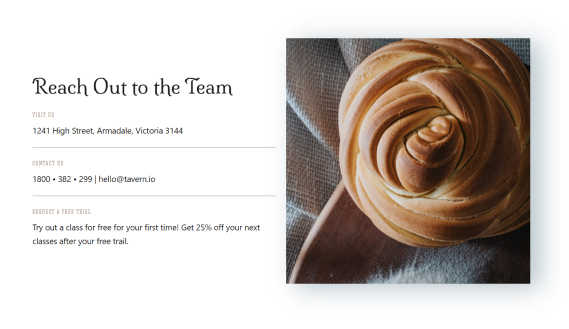 Reach Out to the Team
VISIT US
1241 High Street, Armadale, Victoria 3144
CONTACT US
1800 • 382 • 299 | hello@tavern.io
REQUEST A FREE TRIAL
Try out a class for free for your first time! Get 25% off your next
classes after your free trail.